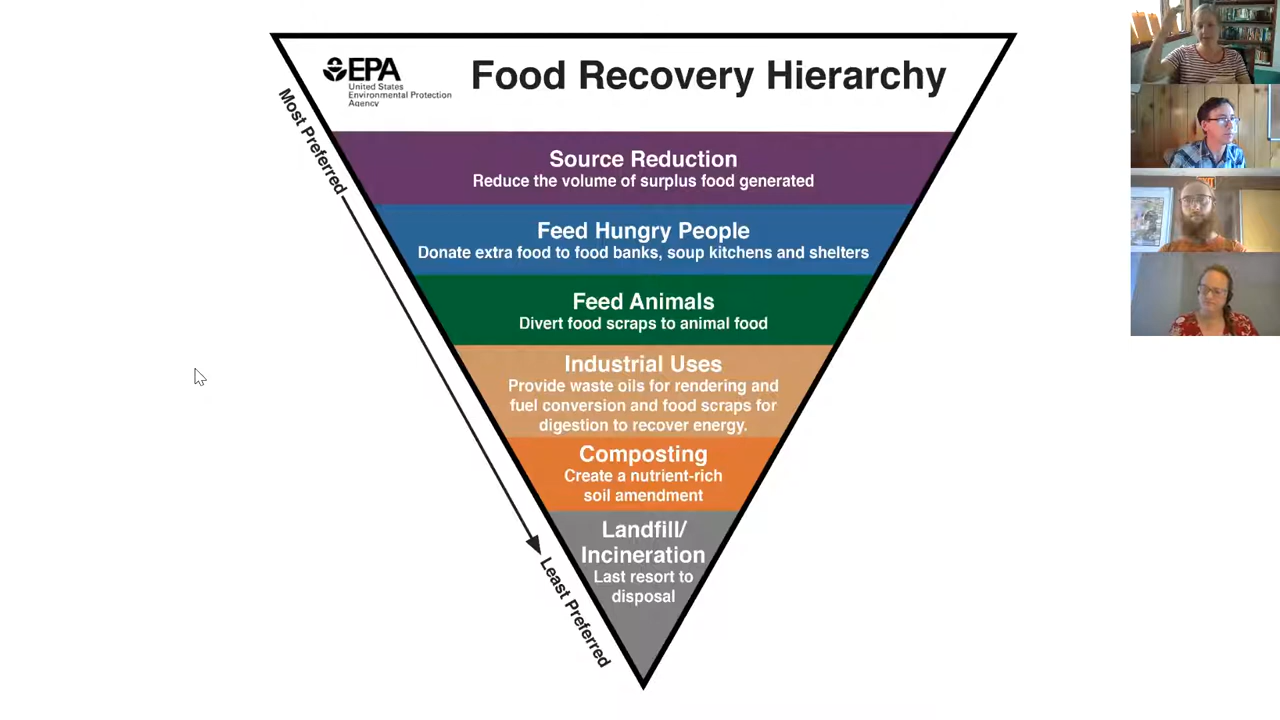 EPA
United States
Environmental Protection
Agency
Food Recovery Hierarchy
Most Preferred
Source Reduction
Reduce the volume of surplus food generated
Feed Hungry People
Donate extra food to food banks, soup kitchens and shelters
Feed Animals
Divert food scraps to animal food
Industrial Uses
Provide waste oils for rendering and
fuel conversion and food scraps for
digestion to recover energy.
Composting
Create a nutrient-rich
soil amendment
Landfill/
Incineration
Last resort to
disposal
Least Preferred